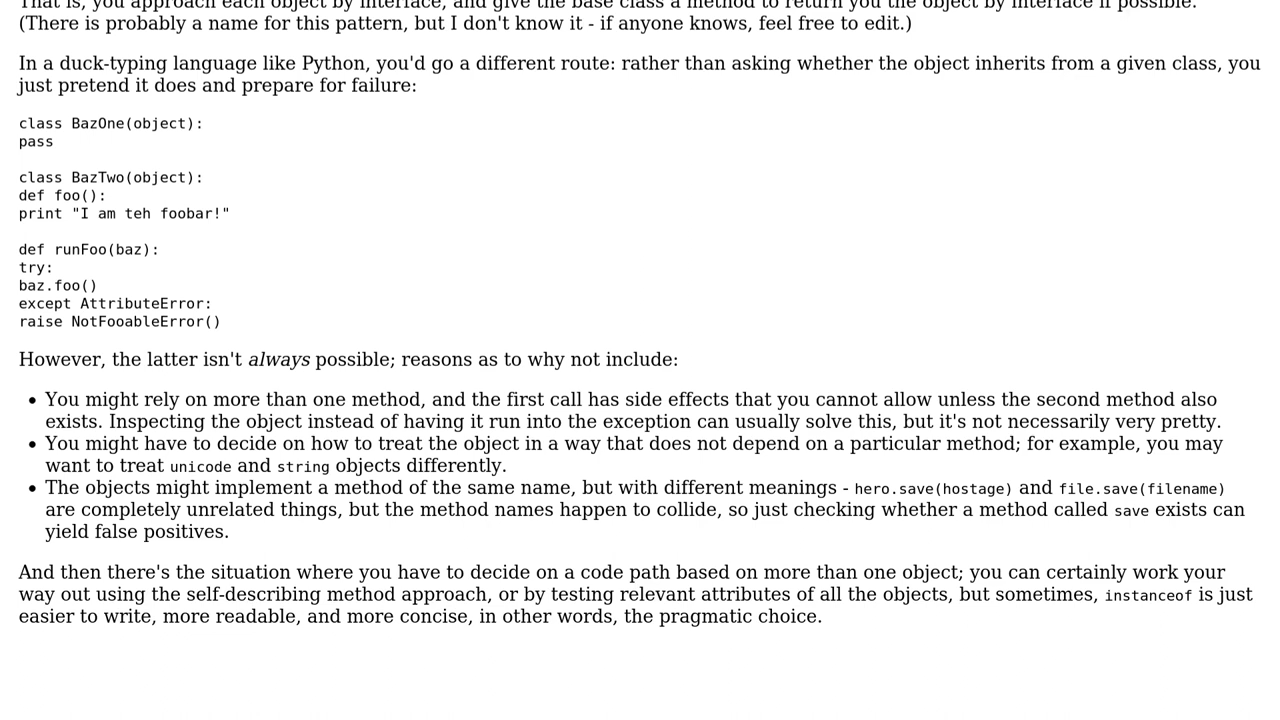 That is, you approach each object by interface, and give the base class a method to return you the object by interface if possible.
(There is probably a name for this pattern, but I don't know it - if anyone knows, feel free to edit.)
In a duck-typing language like Python, you'd go a different route: rather than asking whether the object inherits from a given class, you
just pretend it does and prepare for failure:
class BazOne(object):
pass
class BazTwo(object):
def foo():
print "I am teh foobar!"
def runFoo(baz):
try:
baz.foo()
except AttributeError:
raise NotFooableError()
However, the latter isn't always possible; reasons as to why not include:
• You might rely on more than one method, and the first call has side effects that you cannot allow unless the second method also
exists. Inspecting the object instead of having it run into the exception can usually solve this, but it's not necessarily very pretty.
• You might have to decide on how to treat the object in a way that does not depend on a particular method; for example, you may
want to treat unicode and string objects differently.
• The objects might implement a method of the same name, but with different meanings - hero.save(hostage) and file.save(filename)
are completely unrelated things, but the method names happen to collide, so just checking whether a method called save exists can
yield false positives.
And then there's the situation where you have to decide on a code path based on more than one object; you can certainly work your
way out using the self-describing method approach, or by testing relevant attributes of all the objects, but sometimes, instanceof is just
easier to write, more readable, and more concise, in other words, the pragmatic choice.